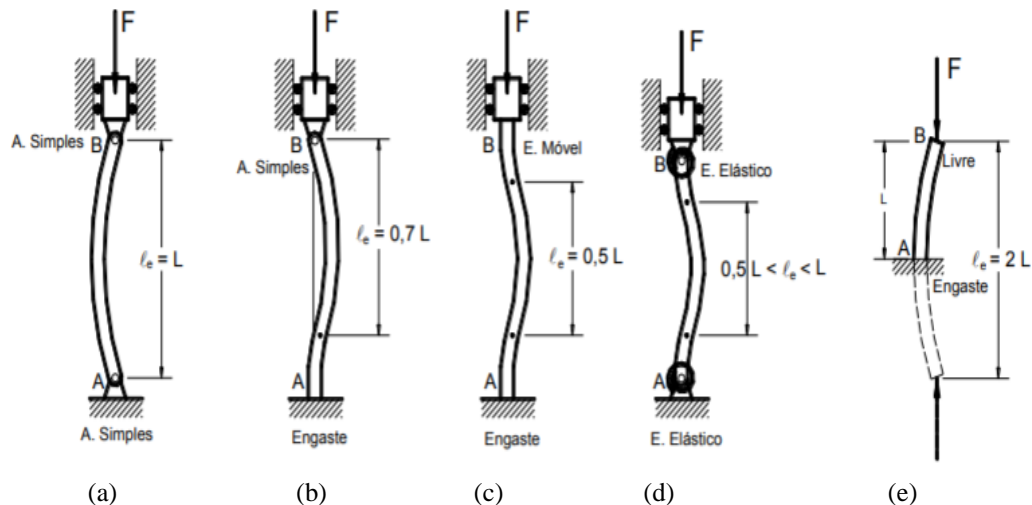 F
A. Simples
B
ℓe = L
A
A. Simples
(a)
F
B
A. Simples
ℓe = 0,7 L
A
Engaste
(b)
F
B
E. Móvel
ℓe = 0,5 L
A
Engaste
(c)
F
B
E. Elástico
0,5 L < ℓe < L
A
E. Elástico
(d)
F
B
Livre
L
A
Engaste
ℓe = 2 L
(e)